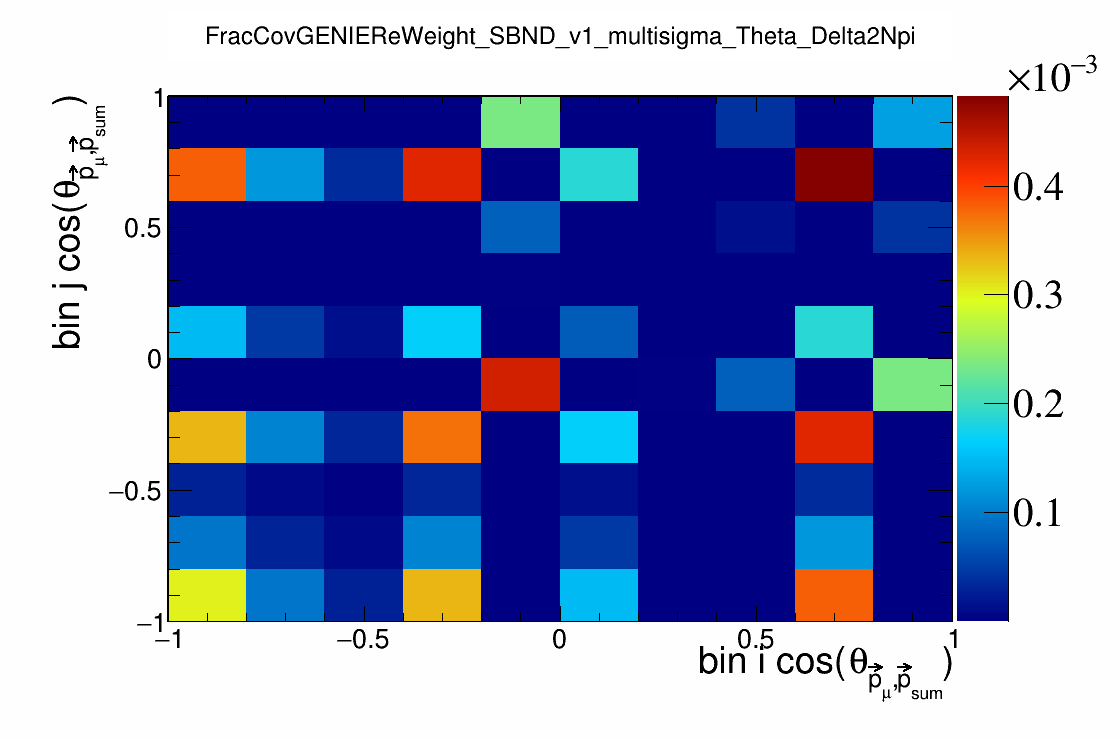 FracCovGENIEReWeight_SBND_v1_multisigma_Theta_Delta2Npi
×10⁻³
bin j cos(θ p⃗μ,p⃗sum)
1
0.5
0
−0.5
−1
0.4
0.3
0.2
0.1
−1 −0.5 0 0.5 1
bin i cos(θ p⃗μ,p⃗sum)